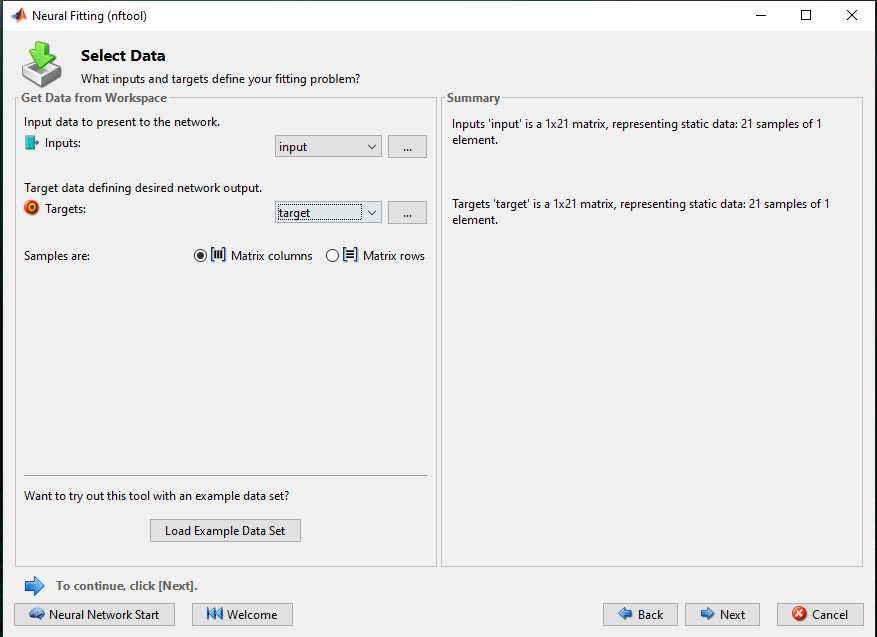 Neural Fitting (nftool)
Select Data
What inputs and targets define your fitting problem?
Get Data from Workspace
Input data to present to the network.
Inputs:
input
...
Target data defining desired network output.
Targets:
target
...
Samples are:
Matrix columns
Matrix rows
Want to try out this tool with an example data set?
Load Example Data Set
Summary
Inputs 'input' is a 1x21 matrix, representing static data: 21 samples of 1
element.
Targets 'target' is a 1x21 matrix, representing static data: 21 samples of 1
element.
To continue, click [Next].
Neural Network Start
Welcome
Back
Next
Cancel